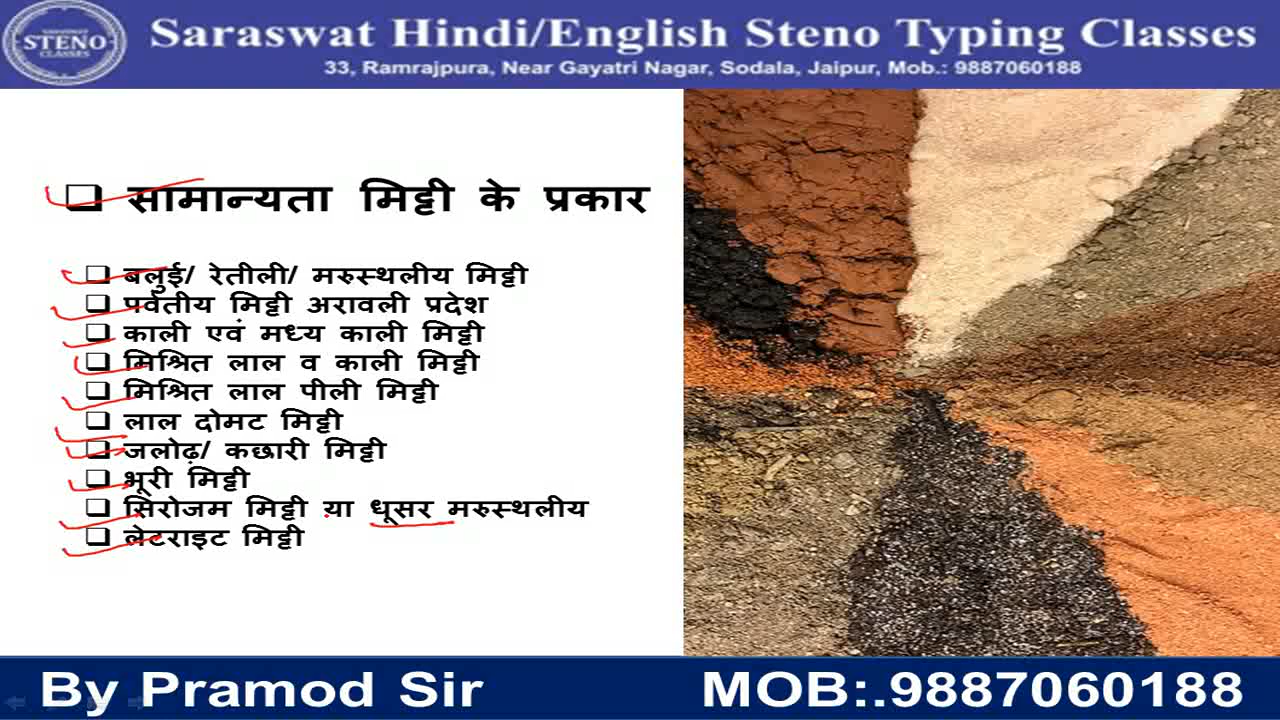 STENO
CLASSES
Saraswat Hindi/English Steno Typing Classes
33, Ramrajpura, Near Gayatri Nagar, Sodala, Jaipur, Mob.: 9887060188
सामान्यता मिट्टी के प्रकार
बलुई/ रेतीली/ मरुस्थलीय मिट्टी
पर्वतीय मिट्टी अरावली प्रदेश
काली एवं मध्य काली मिट्टी
मिश्रित लाल व काली मिट्टी
मिश्रित लाल पीली मिट्टी
लाल दोमट मिट्टी
जलोढ़/ कछारी मिट्टी
भूरी मिट्टी
सिरोजम मिट्टी या धूसर मरुस्थलीय
लेटराइट मिट्टी
By Pramod Sir
MOB:.9887060188